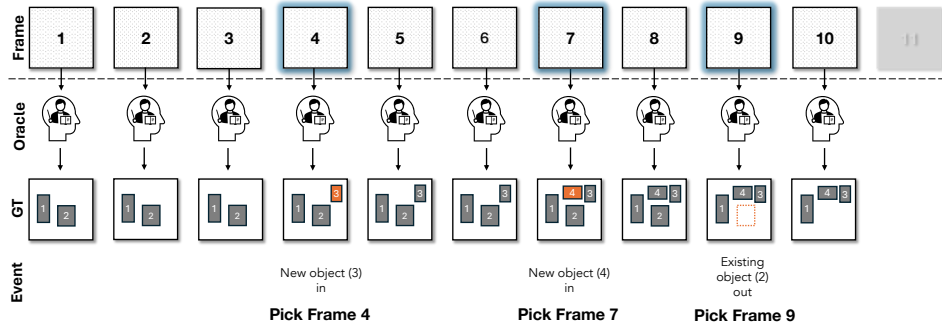 Frame
1 2 3 4 5 6 7 8 9 10 11
Oracle
GT
1 2
1 2
1 2
1 2 3
1 2 3
1 2 3
1 2 4 3
1 2 4 3
1 4 3
1 4 3
Event
New object (3)
in
Pick Frame 4
New object (4)
in
Pick Frame 7
Existing
object (2)
out
Pick Frame 9